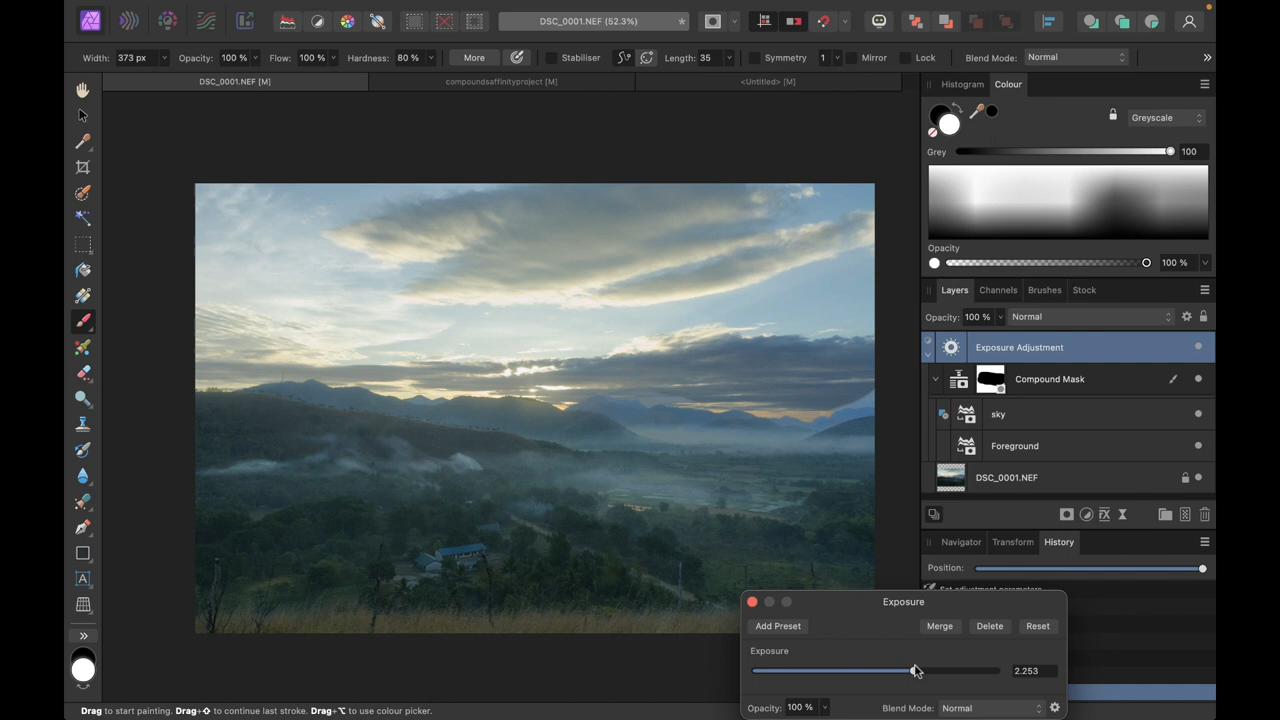 DSC_0001.NEF (52.3%) *
Width: 373 px Opacity: 100 % Flow: 100 % Hardness: 80 % More Stabiliser Length: 35 Symmetry 1 Mirror Lock Blend Mode: Normal »
DSC_0001.NEF [M] compoundsaffinityproject [M] <Untitled> [M]
Histogram Colour
Greyscale
Grey 100
Opacity
100 %
Layers Channels Brushes Stock
Opacity: 100 % Normal
Exposure Adjustment
Compound Mask
sky
Foreground
DSC_0001.NEF
Navigator Transform History
Position:
Set adjustment parameters
Exposure
Add Preset Merge Delete Reset
Exposure
2.253
Opacity: 100 % Blend Mode: Normal
Drag to start painting. Drag+⇧ to continue last stroke. Drag+⌥ to use colour picker.